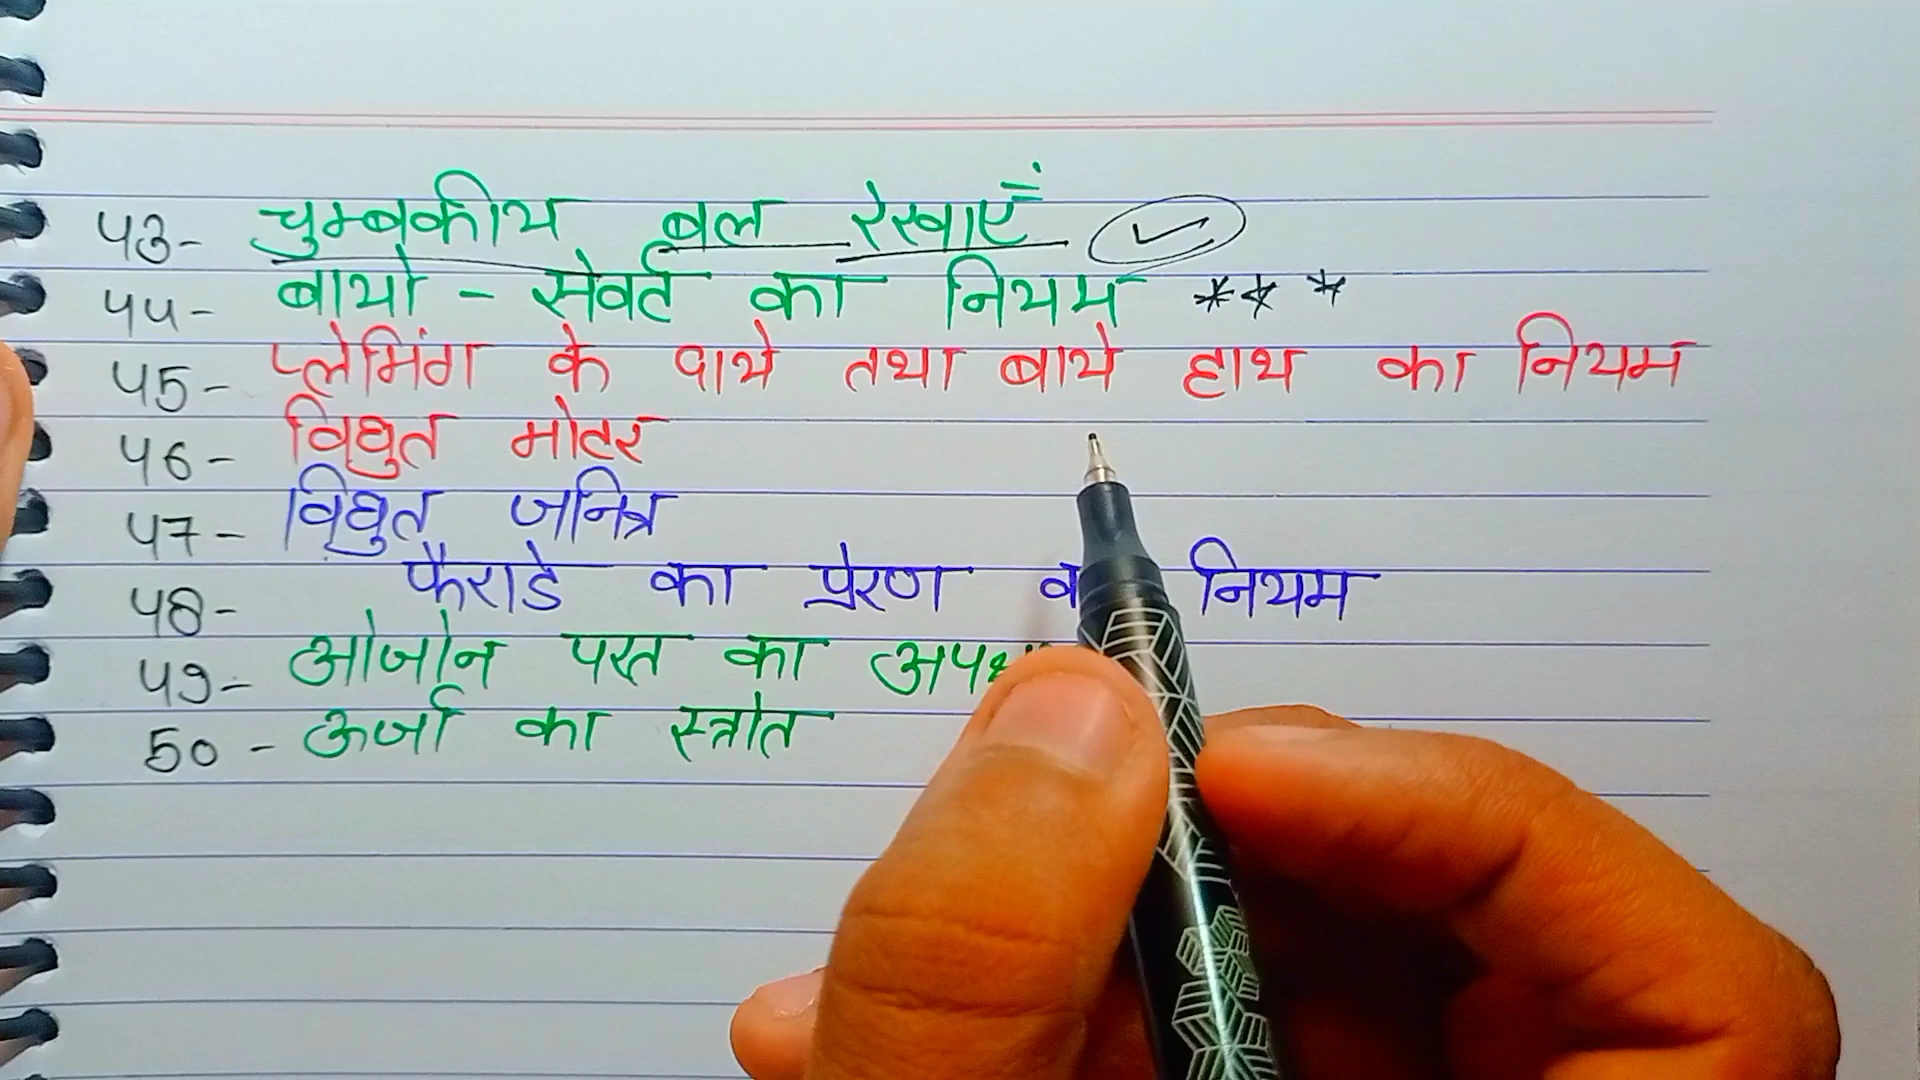 43- चुम्बकीय बल रेखाएँ
44- बायो - सेवर्ट का नियम ***
45- फ्लेमिंग के दाये तथा बाये हाथ का नियम
46- विधुत मोटर
47- विधुत जनित्र
48- फैराडे का प्रेरण नियम
49- ओजोन परत का
50 - ऊर्जा का स्त्रोत